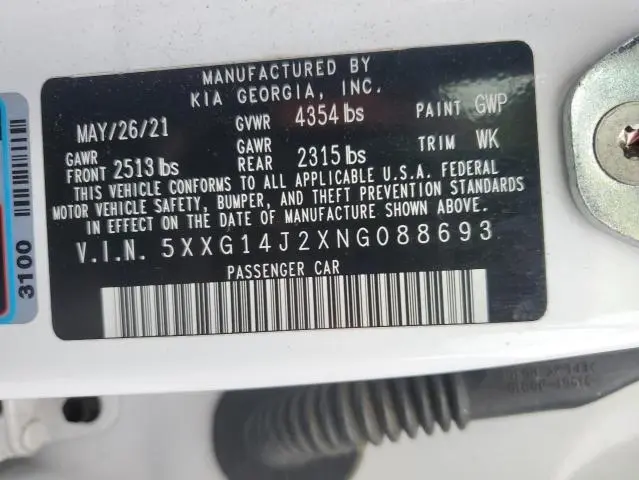 MANUFACTURED BY
KIA GEORGIA, INC.
MAY/26/21 GVWR 4354 lbs PAINT GWP
GAWR FRONT 2513 lbs GAWR REAR 2315 lbs TRIM WK
THIS VEHICLE CONFORMS TO ALL APPLICABLE U.S.A. FEDERAL
MOTOR VEHICLE SAFETY, BUMPER, AND THEFT PREVENTION STANDARDS
IN EFFECT ON THE DATE OF MANUFACTURE SHOWN ABOVE.
V.I.N. 5XXG14J2XNG088693
PASSENGER CAR
3100